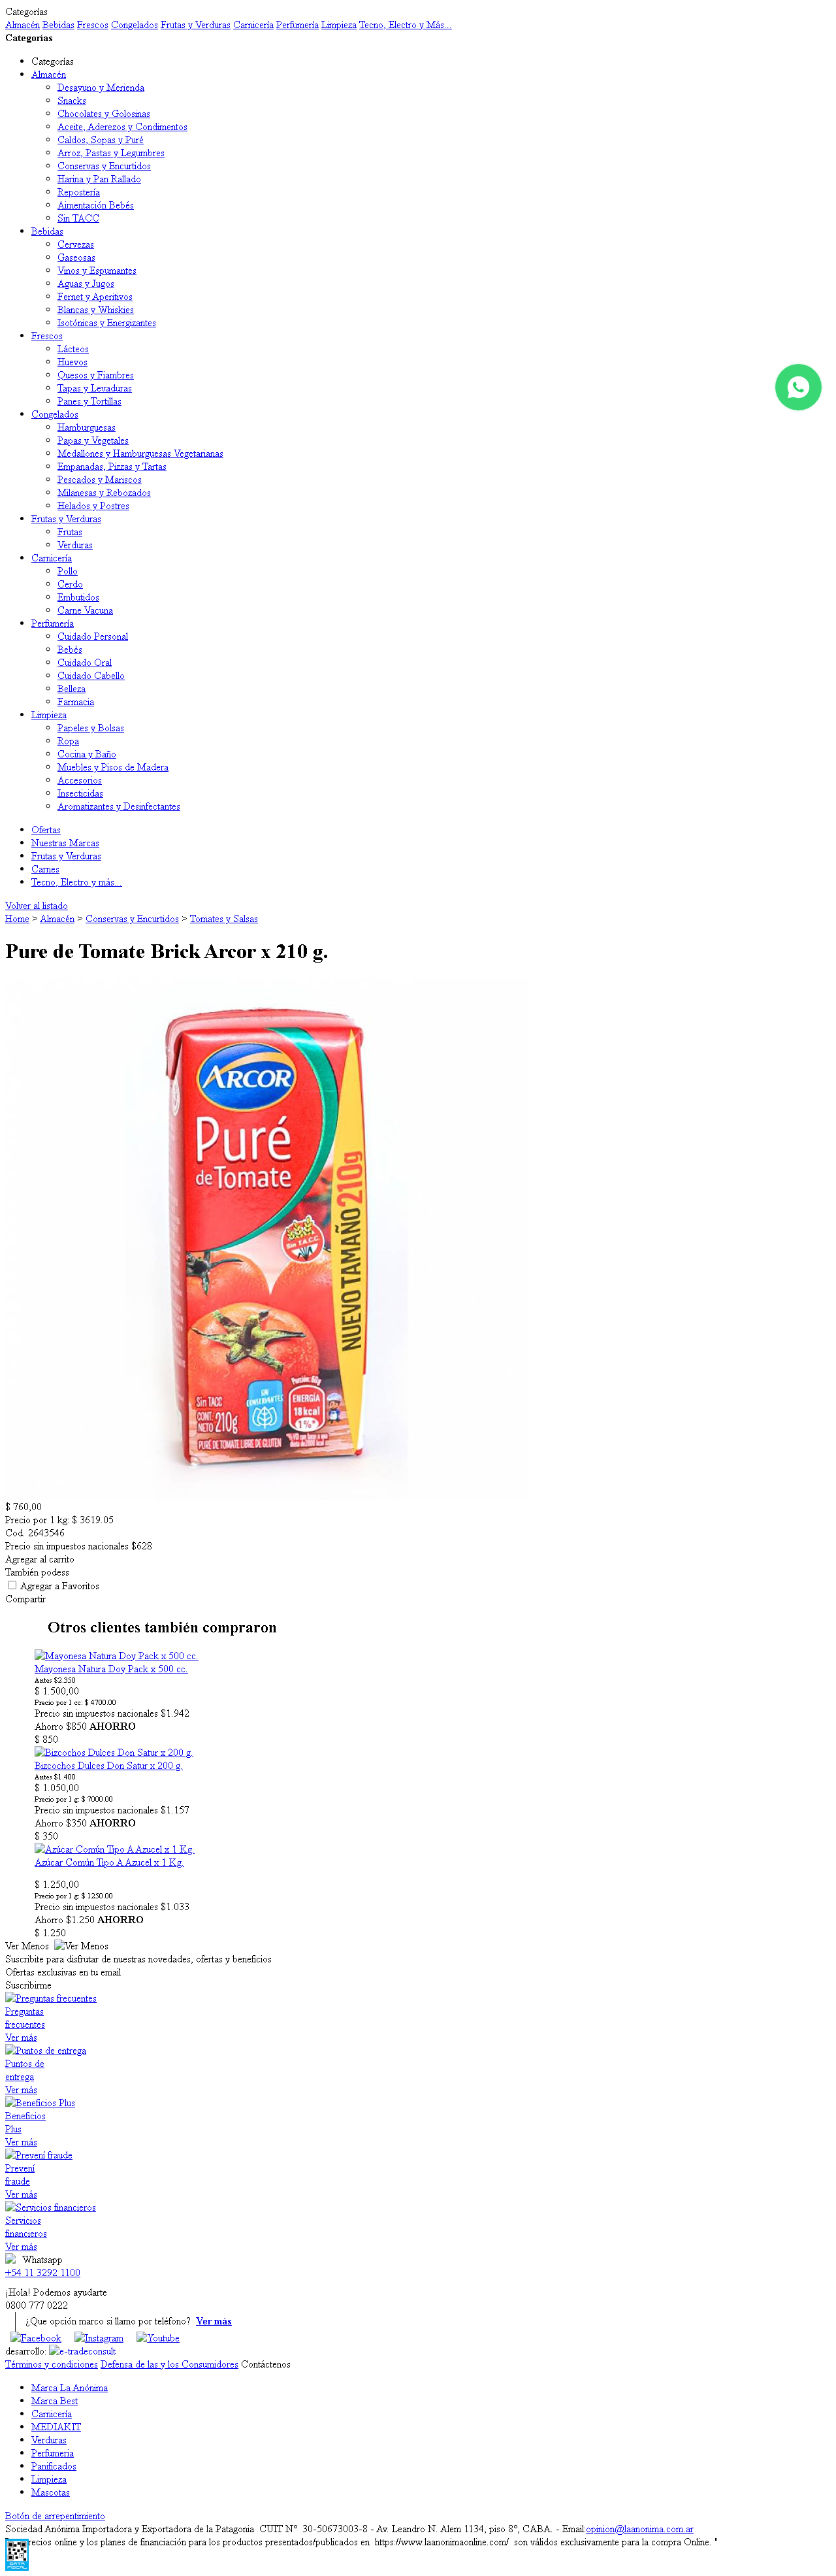 Categorías
Almacén Bebidas Frescos Congelados Frutas y Verduras Carnicería Perfumería Limpieza Tecno, Electro y Más...
Categorias
Categorías
Almacén
Desayuno y Merienda
Snacks
Chocolates y Golosinas
Aceite, Aderezos y Condimentos
Caldos, Sopas y Puré
Arroz, Pastas y Legumbres
Conservas y Encurtidos
Harina y Pan Rallado
Repostería
Aimentación Bebés
Sin TACC
Bebidas
Cervezas
Gaseosas
Vinos y Espumantes
Aguas y Jugos
Fernet y Aperitivos
Blancas y Whiskies
Isotónicas y Energizantes
Frescos
Lácteos
Huevos
Quesos y Fiambres
Tapas y Levaduras
Panes y Tortillas
Congelados
Hamburguesas
Papas y Vegetales
Medallones y Hamburguesas Vegetarianas
Empanadas, Pizzas y Tartas
Pescados y Mariscos
Milanesas y Rebozados
Helados y Postres
Frutas y Verduras
Frutas
Verduras
Carnicería
Pollo
Cerdo
Embutidos
Carne Vacuna
Perfumería
Cuidado Personal
Bebés
Cuidado Oral
Cuidado Cabello
Belleza
Farmacia
Limpieza
Papeles y Bolsas
Ropa
Cocina y Baño
Muebles y Pisos de Madera
Accesorios
Insecticidas
Aromatizantes y Desinfectantes
Ofertas
Nuestras Marcas
Frutas y Verduras
Carnes
Tecno, Electro y más...
Volver al listado
Home > Almacén > Conservas y Encurtidos > Tomates y Salsas
Pure de Tomate Brick Arcor x 210 g.
ARCOR
Puré
DE TOMATE
SIN T.A.C.C.
NUEVO TAMAÑO 210g
Sin TACC
CONT. NETO 210g
SIN CONSERVANTES
Porción: 60g
ENERGÍA
18kcal
1%*
PURÉ DE TOMATE LIBRE DE GLUTEN
$ 760,00
Precio por 1 kg: $ 3619.05
Cod. 2643546
Precio sin impuestos nacionales $628
Agregar al carrito
También podess
Agregar a Favoritos
Compartir
Otros clientes también compraron
Mayonesa Natura Doy Pack x 500 cc.
Mayonesa Natura Doy Pack x 500 cc.
Antes $2.350
$ 1.500,00
Precio por 1 cc: $ 4700.00
Precio sin impuestos nacionales $1.942
Ahorro $850 AHORRO
$ 850
Bizcochos Dulces Don Satur x 200 g.
Bizcochos Dulces Don Satur x 200 g.
Antes $1.400
$ 1.050,00
Precio por 1 g: $ 7000.00
Precio sin impuestos nacionales $1.157
Ahorro $350 AHORRO
$ 350
Azúcar Común Tipo A Azucel x 1 Kg.
Azúcar Común Tipo A Azucel x 1 Kg.
$ 1.250,00
Precio por 1 g: $ 1250.00
Precio sin impuestos nacionales $1.033
Ahorro $1.250 AHORRO
$ 1.250
Ver Menos Ver Menos
Suscribite para disfrutar de nuestras novedades, ofertas y beneficios
Ofertas exclusivas en tu email
Suscribirme
Preguntas frecuentes
Preguntas
frecuentes
Ver más
Puntos de entrega
Puntos de
entrega
Ver más
Beneficios Plus
Beneficios
Plus
Ver más
Prevení fraude
Prevení
fraude
Ver más
Servicios financieros
Servicios
financieros
Ver más
Whatsapp
+54 11 3292 1100
¡Hola! Podemos ayudarte
0800 777 0222
¿Que opción marco si llamo por teléfono? Ver más
Facebook Instagram Youtube
desarrollo: e-tradeconsult
Términos y condiciones Defensa de las y los Consumidores Contáctenos
Marca La Anónima
Marca Best
Carnicería
MEDIAKIT
Verduras
Perfumeria
Panificados
Limpieza
Mascotas
Botón de arrepentimiento
Sociedad Anónima Importadora y Exportadora de la Patagonia CUIT Nº 30-50673003-8 - Av. Leandro N. Alem 1134, piso 8º, CABA. - Email:opinion@laanonima.com.ar
precios online y los planes de financiación para los productos presentados/publicados en https://www.laanonimaonline.com/ son válidos exclusivamente para la compra Online. "
DATA FISCAL